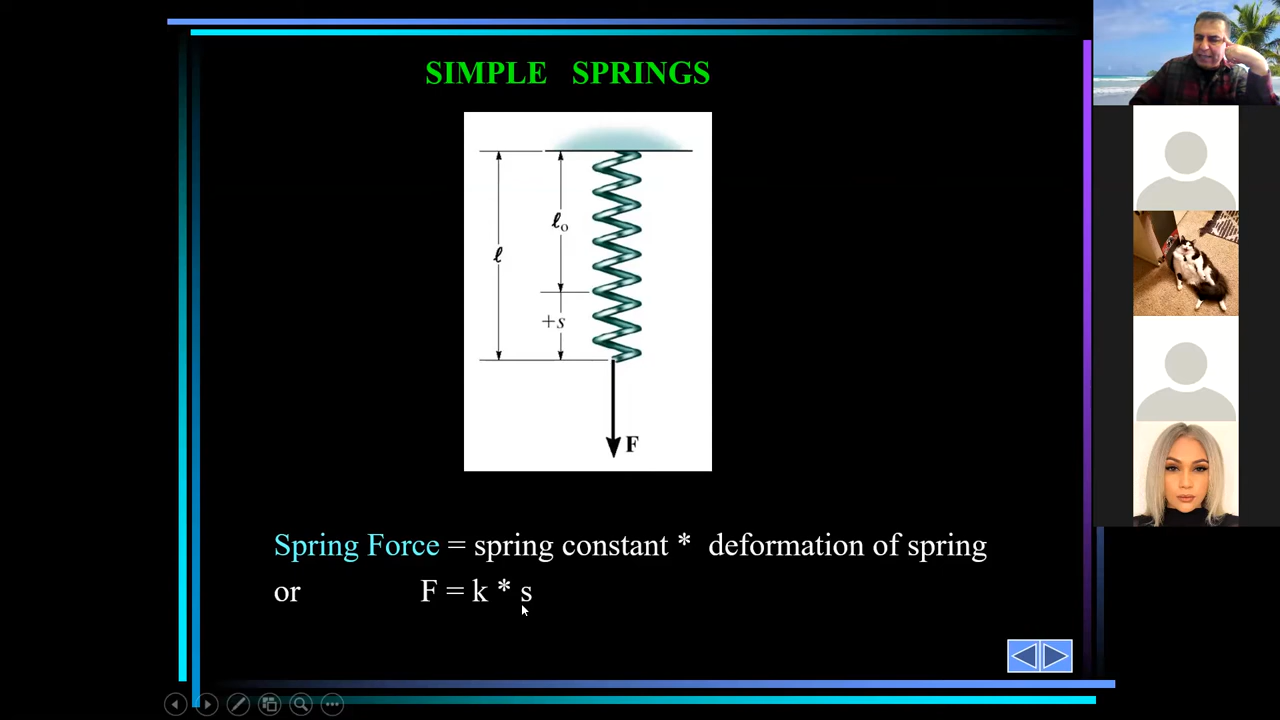 SIMPLE SPRINGS
ℓo
ℓ
+s
F
Spring Force = spring constant * deformation of spring
or F = k * s